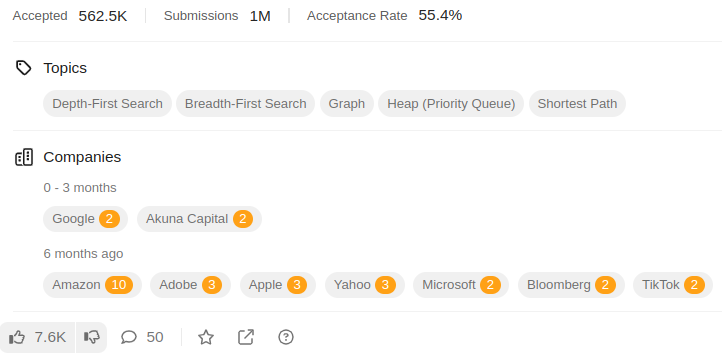 Accepted 562.5K Submissions 1M Acceptance Rate 55.4%
Topics
Depth-First Search Breadth-First Search Graph Heap (Priority Queue) Shortest Path
Companies
0 - 3 months
Google 2 Akuna Capital 2
6 months ago
Amazon 10 Adobe 3 Apple 3 Yahoo 3 Microsoft 2 Bloomberg 2 TikTok 2
7.6K 50